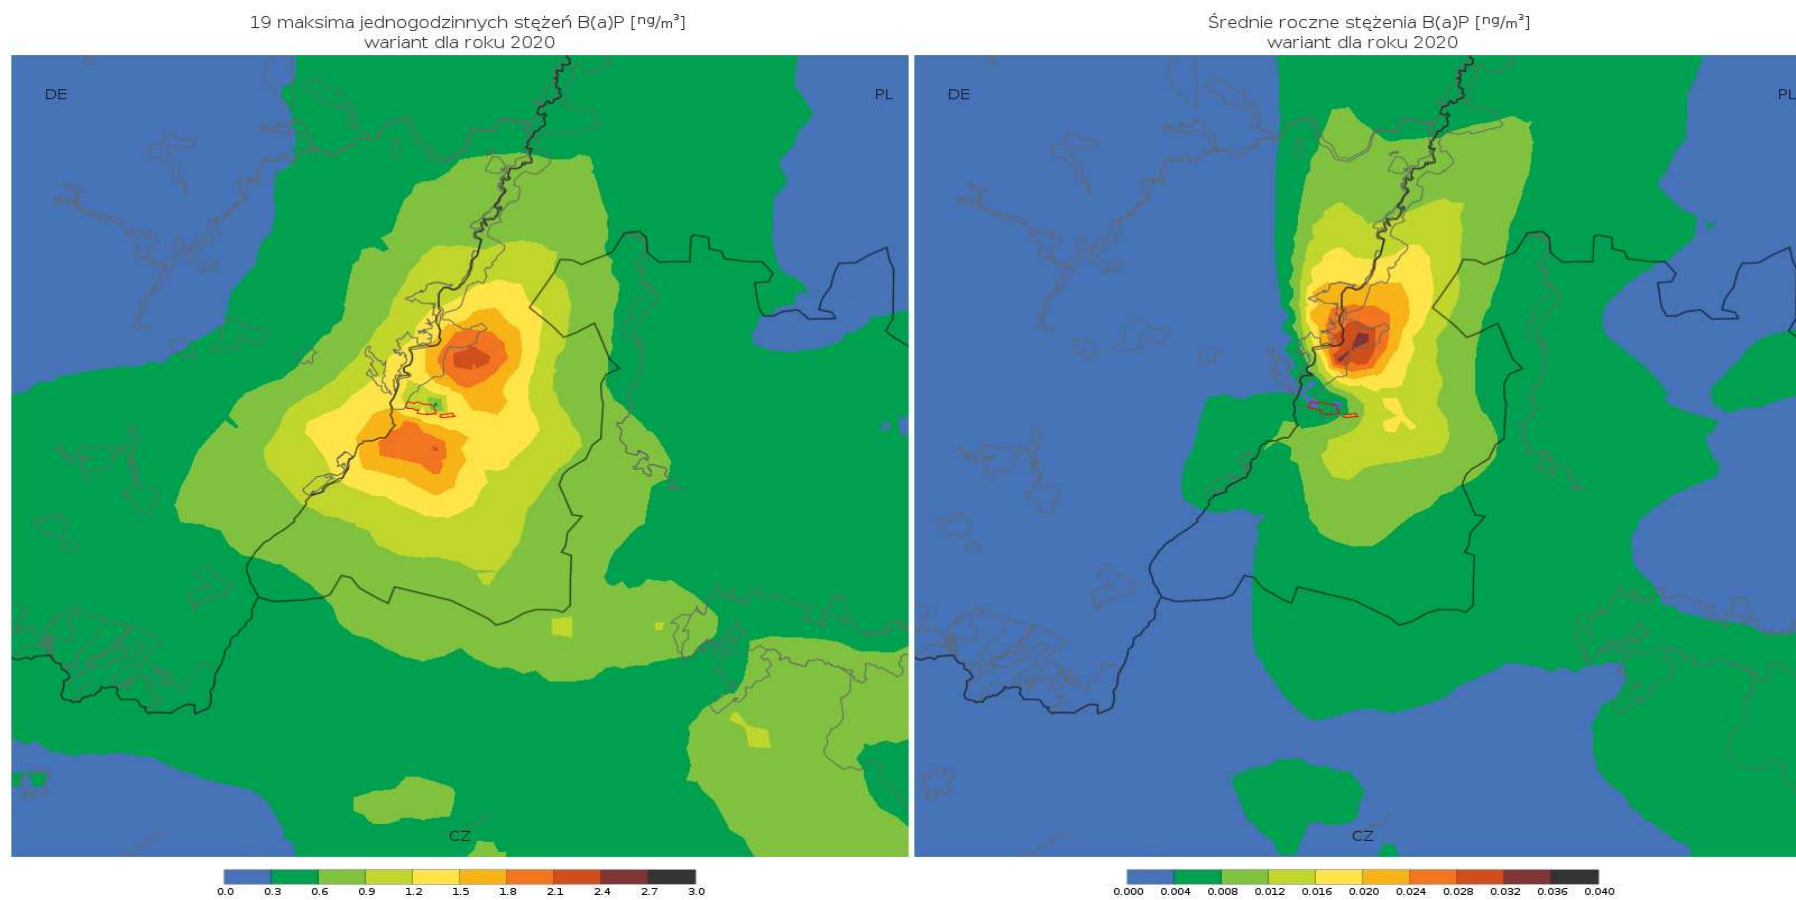 19 maksima jednogodzinnych stężeń B(a)P [ng/m³]
wariant dla roku 2020
DE
PL
CZ
0.0 0.3 0.6 0.9 1.2 1.5 1.8 2.1 2.4 2.7 3.0
Średnie roczne stężenia B(a)P [ng/m³]
wariant dla roku 2020
DE
PL
CZ
0.000 0.004 0.008 0.012 0.016 0.020 0.024 0.028 0.032 0.036 0.040